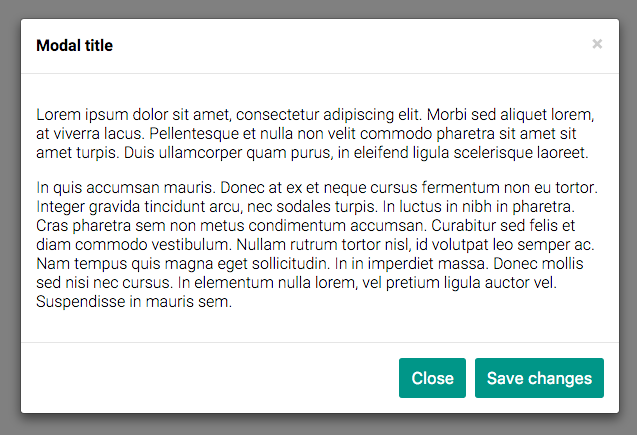 Modal title
×
Lorem ipsum dolor sit amet, consectetur adipiscing elit. Morbi sed aliquet lorem,
at viverra lacus. Pellentesque et nulla non velit commodo pharetra sit amet sit
amet turpis. Duis ullamcorper quam purus, in eleifend ligula scelerisque laoreet.
In quis accumsan mauris. Donec at ex et neque cursus fermentum non eu tortor.
Integer gravida tincidunt arcu, nec sodales turpis. In luctus in nibh in pharetra.
Cras pharetra sem non metus condimentum accumsan. Curabitur sed felis et
diam commodo vestibulum. Nullam rutrum tortor nisl, id volutpat leo semper ac.
Nam tempus quis magna eget sollicitudin. In in imperdiet massa. Donec mollis
sed nisi nec cursus. In elementum nulla lorem, vel pretium ligula auctor vel.
Suspendisse in mauris sem.
Close
Save changes